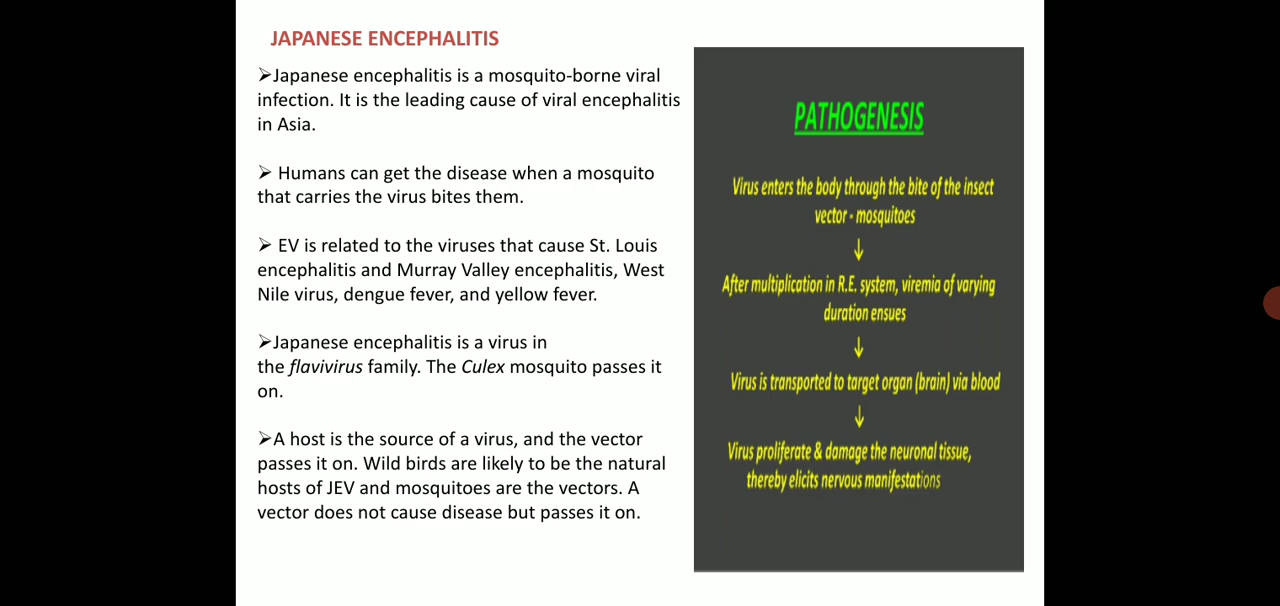 JAPANESE ENCEPHALITIS
➢Japanese encephalitis is a mosquito-borne viral
infection. It is the leading cause of viral encephalitis
in Asia.
➢ Humans can get the disease when a mosquito
that carries the virus bites them.
➢ EV is related to the viruses that cause St. Louis
encephalitis and Murray Valley encephalitis, West
Nile virus, dengue fever, and yellow fever.
➢Japanese encephalitis is a virus in
the flavivirus family. The Culex mosquito passes it
on.
➢A host is the source of a virus, and the vector
passes it on. Wild birds are likely to be the natural
hosts of JEV and mosquitoes are the vectors. A
vector does not cause disease but passes it on.
PATHOGENESIS
Virus enters the body through the bite of the insect
vector - mosquitoes
↓
After multiplication in R.E. system, viremia of varying
duration ensues
↓
Virus is transported to target organ (brain) via blood
↓
Virus proliferate & damage the neuronal tissue,
thereby elicits nervous manifestations